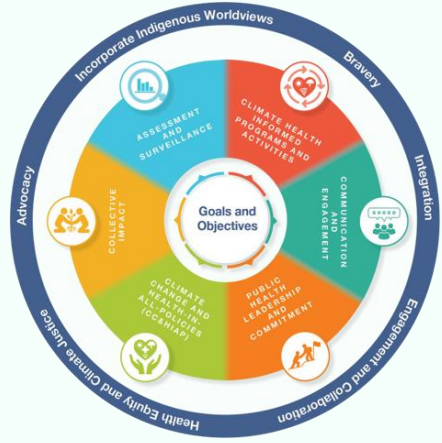 Incorporate Indigenous Worldviews
Bravery
Integration
Engagement and Collaboration
Health Equity and Climate Justice
Advocacy
CLIMATE HEALTH
INFORMED
PROGRAMS AND
ACTIVITIES
COMMUNICATION
AND
ENGAGEMENT
PUBLIC
HEALTH
LEADERSHIP
AND
COMMITMENT
CLIMATE
CHANGE AND
HEALTH-IN-
ALL-POLICIES
(CC&HIAP)
COLLECTIVE
IMPACT
ASSESSMENT
AND
SURVEILLANCE
Goals and
Objectives